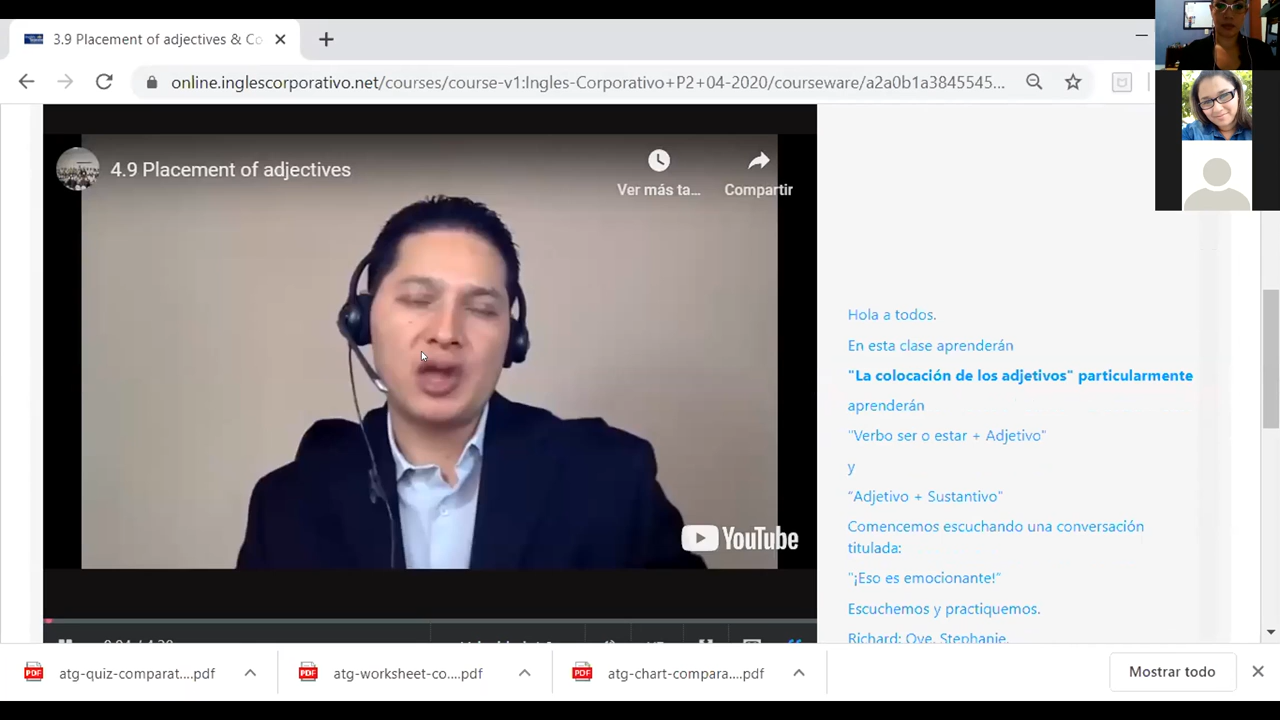 3.9 Placement of adjectives & Co
online.inglescorporativo.net/courses/course-v1:Ingles-Corporativo+P2+04-2020/courseware/a2a0b1a3845545...
4.9 Placement of adjectives
Ver más ta...
Compartir
YouTube
Hola a todos.
En esta clase aprenderán
"La colocación de los adjetivos" particularmente
aprenderán
"Verbo ser o estar + Adjetivo"
y
"Adjetivo + Sustantivo"
Comencemos escuchando una conversación
titulada:
"¡Eso es emocionante!"
Escuchemos y practiquemos.
Richard: Oye, Stephanie.
atg-quiz-comparat....pdf
atg-worksheet-co....pdf
atg-chart-compara....pdf
Mostrar todo